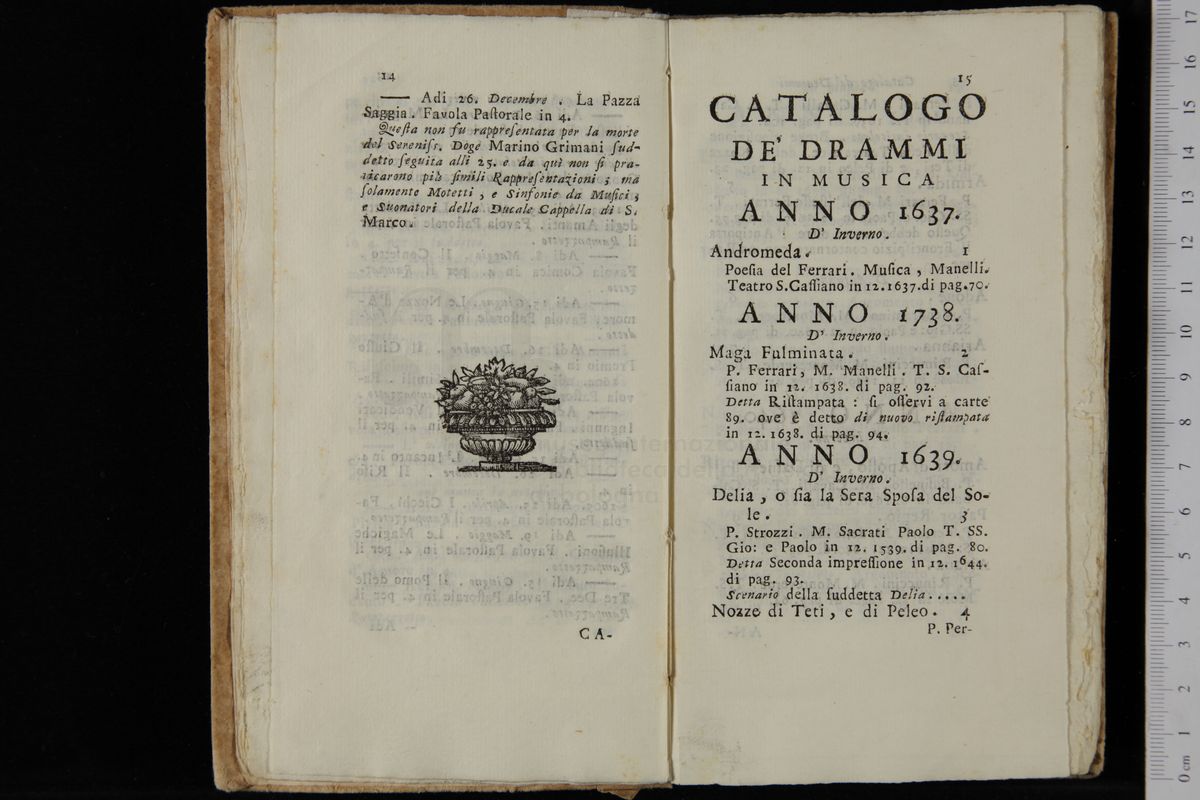 14
—— Adi 26. Decembre . La Pazza
Saggia . Favola Paſtorale in 4.
Queſta non fu rappreſentata per la morte
del Sereniſs. Doge Marino Grimani ſud-
detto ſeguita alli 25. e da quì non ſi pra-
ticarono più ſimili Rappreſentazioni ; ma
ſolamente Motetti , e Sinfonie da Muſici ,
e Suonatori della Ducale Cappella di S.
Marco .
CA-
15
CATALOGO
DE' DRAMMI
IN MUSICA
ANNO 1637.
D' Inverno .
Andromeda . 1
Poeſia del Ferrari . Muſica , Manelli.
Teatro S.Caſſiano in 12.1637.di pag.70.
ANNO 1738.
D' Inverno .
Maga Fulminata . 2
P. Ferrari, M. Manelli . T. S. Caſ-
ſiano in 12. 1638. di pag. 92.
Detta Riſtampata : ſi oſſervi a carte
89. ove è detto di nuovo riſtampata
in 12. 1638. di pag. 94.
ANNO 1639.
D' Inverno .
Delia , o ſia la Sera Spoſa del So-
le . 3
P. Strozzi . M. Sacrati Paolo T. SS.
Gio: e Paolo in 12. 1539. di pag. 80.
Detta Seconda impreſſione in 12. 1644.
di pag. 93.
Scenario della ſuddetta Delia . . . . .
Nozze di Teti , e di Peleo . 4
P. Per-